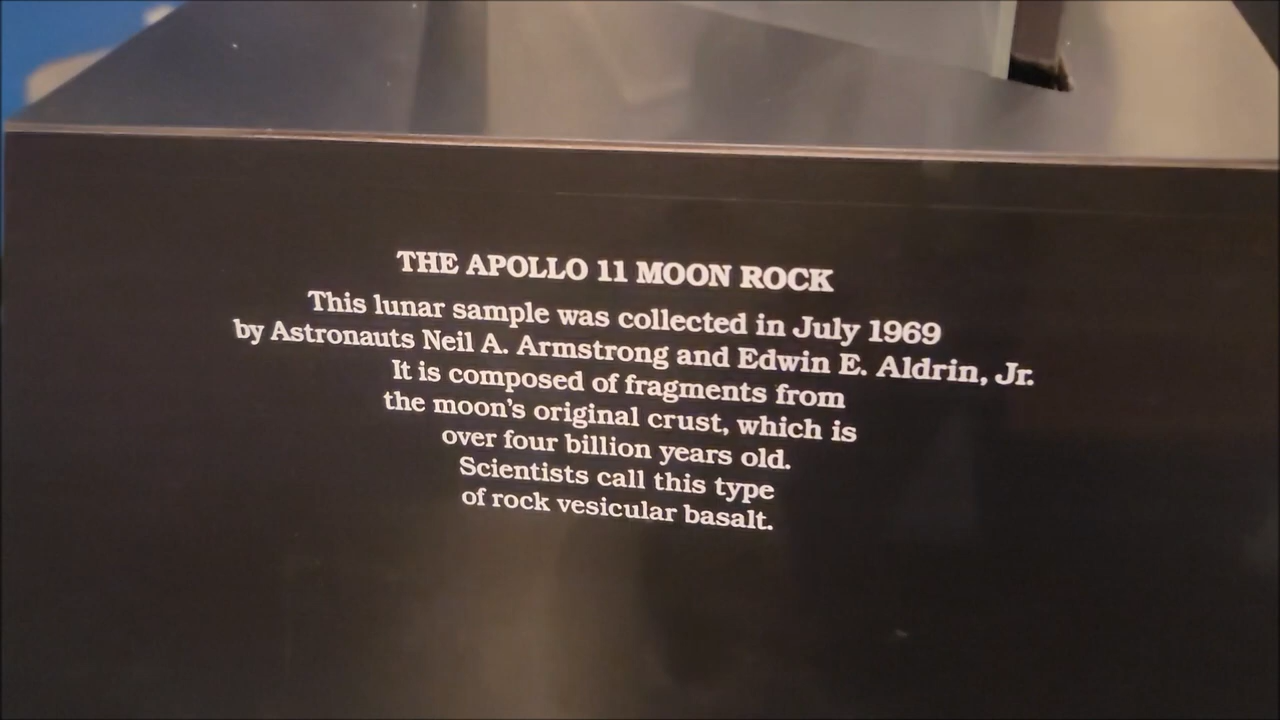 THE APOLLO 11 MOON ROCK
This lunar sample was collected in July 1969
by Astronauts Neil A. Armstrong and Edwin E. Aldrin, Jr.
It is composed of fragments from
the moon's original crust, which is
over four billion years old.
Scientists call this type
of rock vesicular basalt.